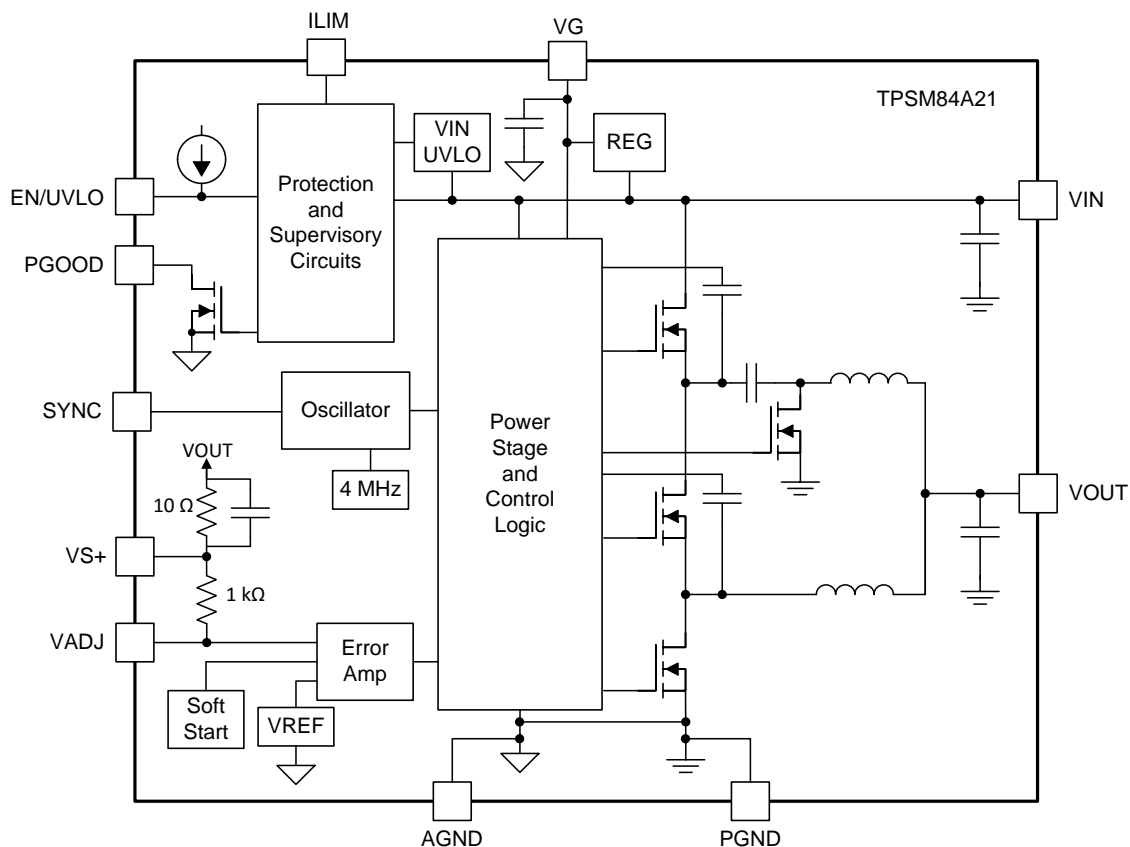 ILIM
VG
TPSM84A21
VIN
UVLO
REG
EN/UVLO
Protection
and
Supervisory
Circuits
VIN
PGOOD
SYNC
Oscillator
Power
Stage
and
Control
Logic
VOUT
4 MHz
10 Ω
VOUT
VS+
1 kΩ
VADJ
Error
Amp
Soft
Start
VREF
AGND
PGND